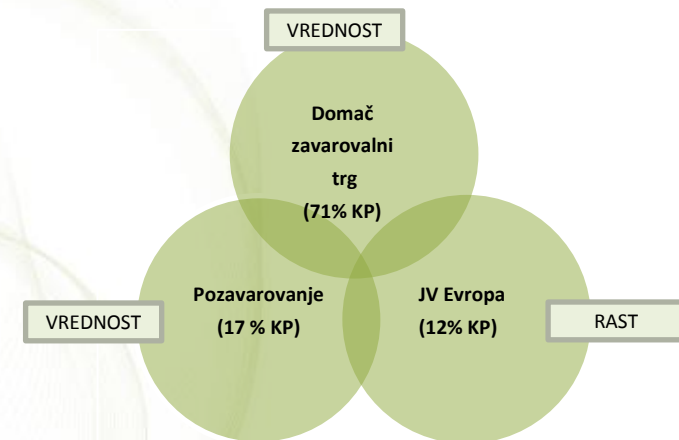 VREDNOST
Domač
zavarovalni
trg
(71% KP)
Pozavarovanje
(17 % KP)
JV Evropa
(12% KP)
VREDNOST
RAST